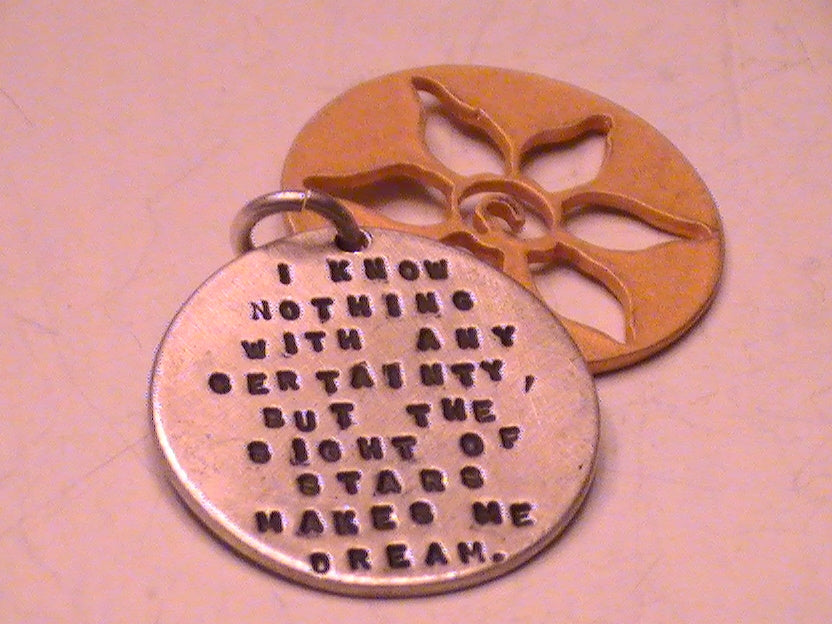 I KNOW
NOTHING
WITH ANY
CERTAINTY,
BUT THE
SIGHT OF
STARS
MAKES ME
DREAM.